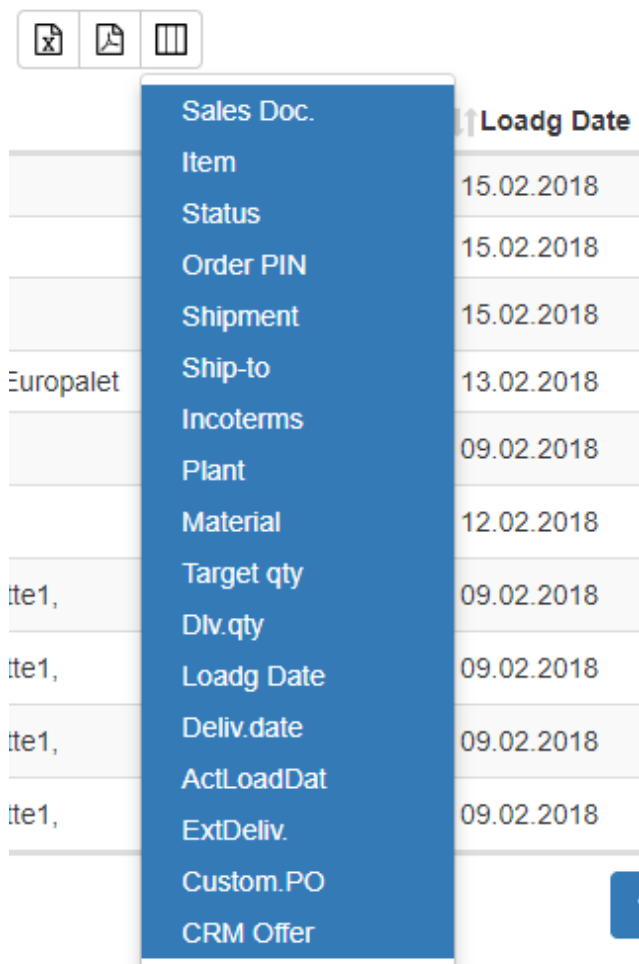 Sales Doc.
Loadg Date
Item
15.02.2018
Status
15.02.2018
Order PIN
Shipment
15.02.2018
Ship-to
Europalet
13.02.2018
Incoterms
09.02.2018
Plant
Material
12.02.2018
Target qty
tte1,
09.02.2018
Dlv.qty
Loadg Date
tte1,
09.02.2018
Deliv.date
tte1,
09.02.2018
ActLoadDat
ExtDeliv.
tte1,
09.02.2018
Custom.PO
CRM Offer